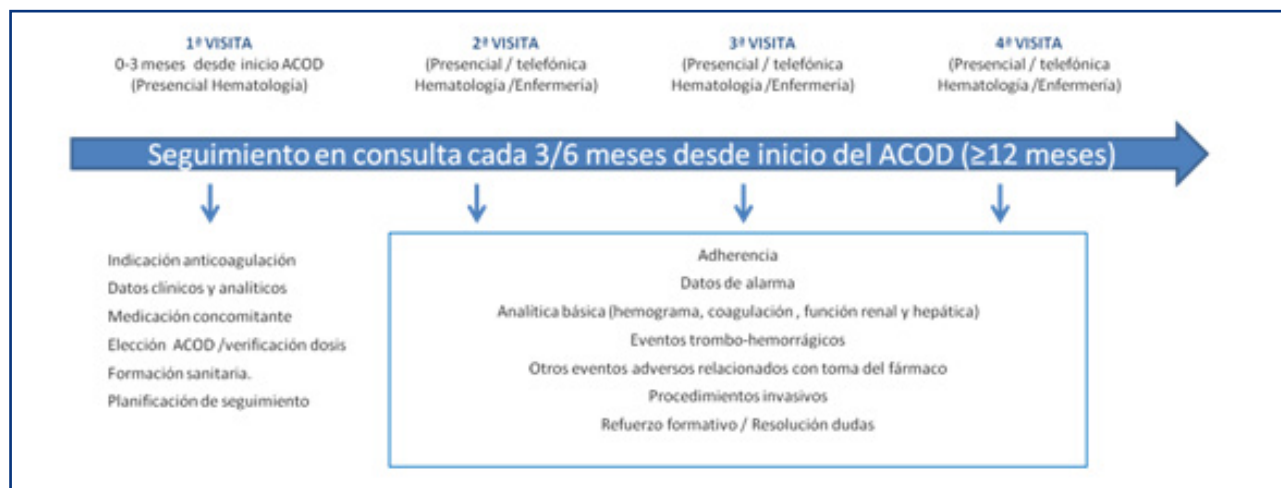 1ª VISITA
0-3 meses desde inicio ACOD
(Presencial Hematología)
2ª VISITA
(Presencial / telefónica
Hematología /Enfermería)
3ª VISITA
(Presencial / telefónica
Hematología /Enfermería)
4ª VISITA
(Presencial / telefónica
Hematología /Enfermería)
Seguimiento en consulta cada 3/6 meses desde inicio del ACOD (≥12 meses)
Indicación anticoagulación
Datos clínicos y analíticos
Medicación concomitante
Elección ACOD /verificación dosis
Formación sanitaria.
Planificación de seguimiento
Adherencia
Datos de alarma
Analítica básica (hemograma, coagulación , función renal y hepática)
Eventos trombo-hemorrágicos
Otros eventos adversos relacionados con toma del fármaco
Procedimientos invasivos
Refuerzo formativo / Resolución dudas